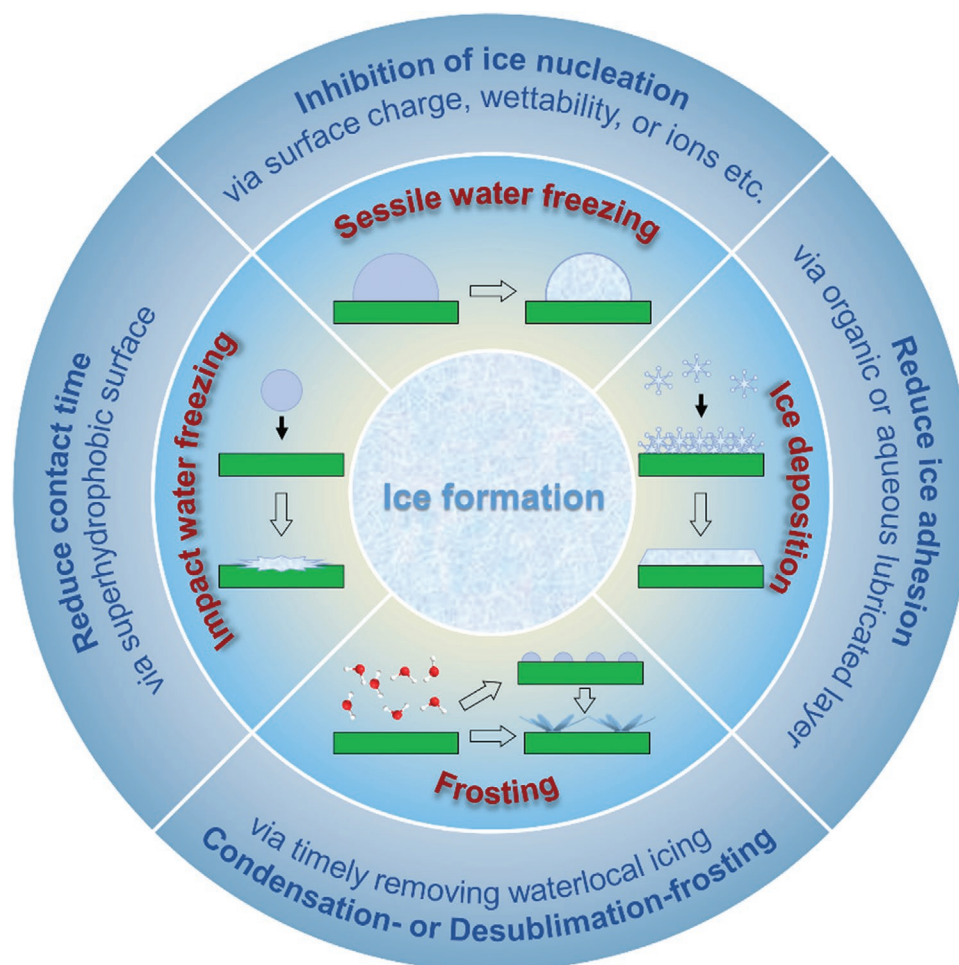 Inhibition of ice nucleation
via surface charge, wettability, or ions etc.
Sessile water freezing
Reduce contact time
via superhydrophobic surface
Impact water freezing
Ice formation
Ice deposition
via organic or aqueous lubricated layer
Reduce ice adhesion
Frosting
via timely removing waterlocal icing
Condensation- or Desublimation-frosting